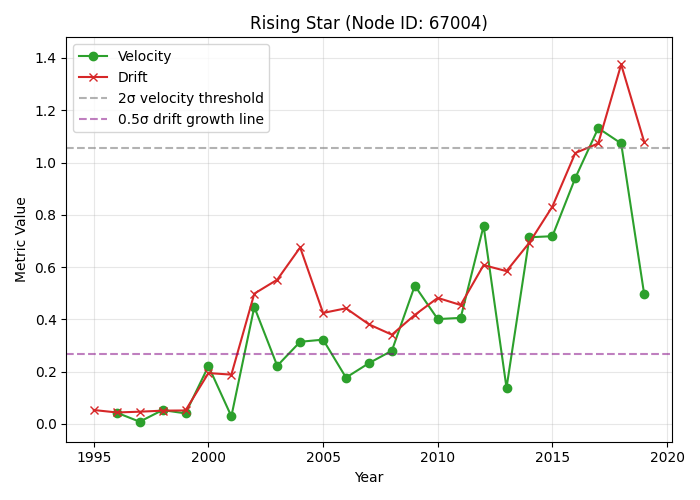 Rising Star (Node ID: 67004)
Velocity
Drift
2σ velocity threshold
0.5σ drift growth line
Metric Value
1.4
1.2
1.0
0.8
0.6
0.4
0.2
0.0
1995 2000 2005 2010 2015 2020
Year